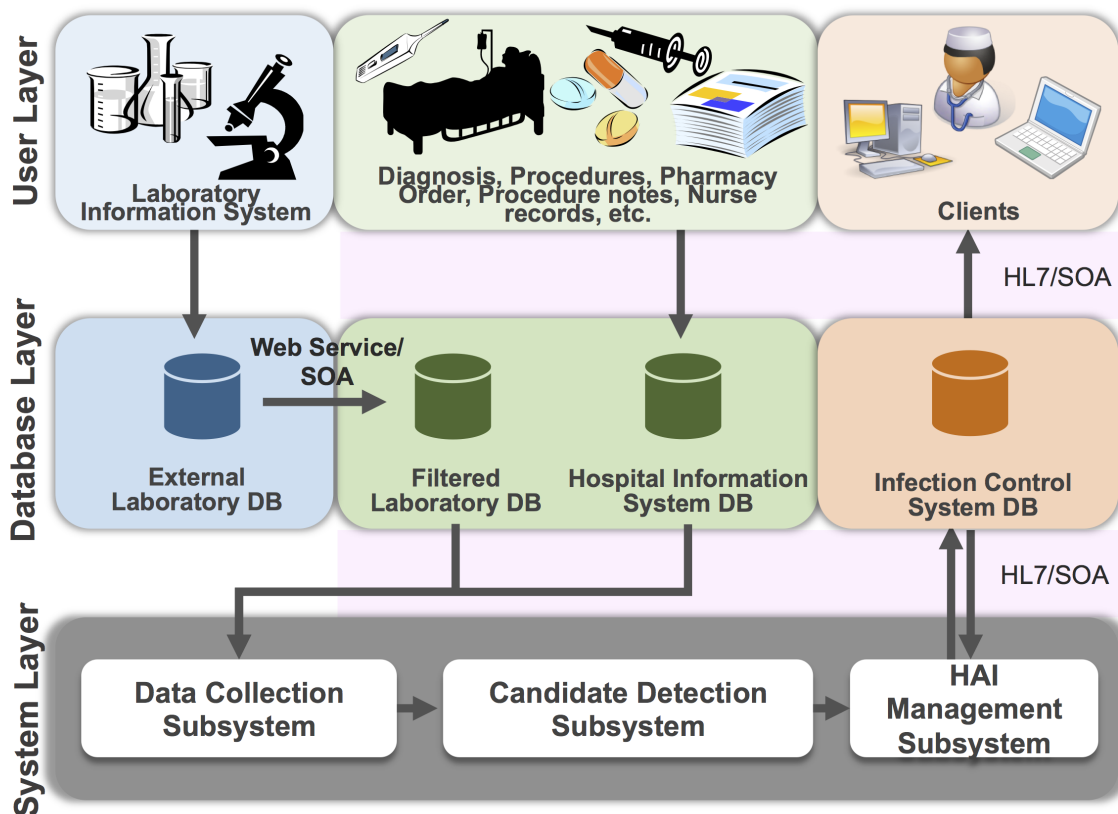 User Layer
Laboratory
Information System
Diagnosis, Procedures, Pharmacy
Order, Procedure notes, Nurse
records, etc.
Clients
HL7/SOA
Database Layer
Web Service/
SOA
External
Laboratory DB
Filtered
Laboratory DB
Hospital Information
System DB
Infection Control
System DB
HL7/SOA
System Layer
Data Collection
Subsystem
Candidate Detection
Subsystem
HAI
Management
Subsystem